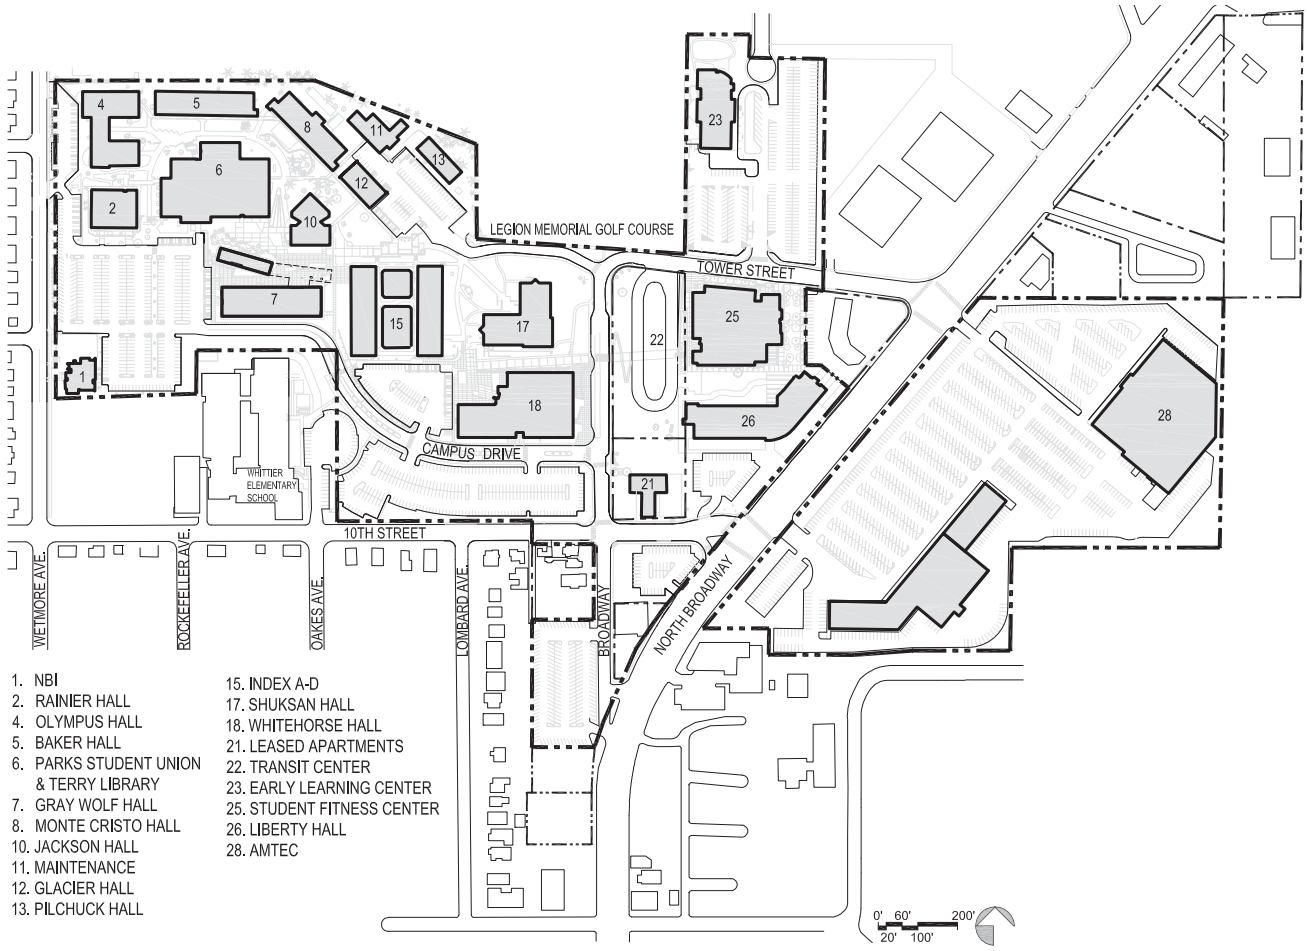 4
5
8
11
13
23
6
12
2
10
LEGION MEMORIAL GOLF COURSE
TOWER STREET
7
15
17
22
25
1
18
26
28
CAMPUS DRIVE
WHITTIER
ELEMENTARY
SCHOOL
21
10TH STREET
WETMORE AVE.
ROCKEFELLER AVE.
OAKES AVE.
LOMBARD AVE.
BROADWAY
NORTH BROADWAY
1. NBI
2. RAINIER HALL
4. OLYMPUS HALL
5. BAKER HALL
6. PARKS STUDENT UNION
& TERRY LIBRARY
7. GRAY WOLF HALL
8. MONTE CRISTO HALL
10. JACKSON HALL
11. MAINTENANCE
12. GLACIER HALL
13. PILCHUCK HALL
15. INDEX A-D
17. SHUKSAN HALL
18. WHITEHORSE HALL
21. LEASED APARTMENTS
22. TRANSIT CENTER
23. EARLY LEARNING CENTER
25. STUDENT FITNESS CENTER
26. LIBERTY HALL
28. AMTEC
0' 60' 200'
20' 100'